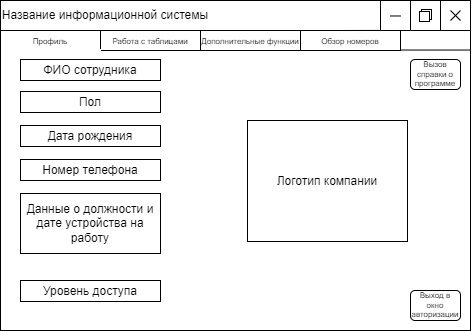 Название информационной системы
Профиль
Работа с таблицами
Дополнительные функции
Обзор номеров
ФИО сотрудника
Вызов
справки о
программе
Пол
Дата рождения
Номер телефона
Логотип компании
Данные о должности и
дате устройства на
работу
Уровень доступа
Выход в
окно
авторизации